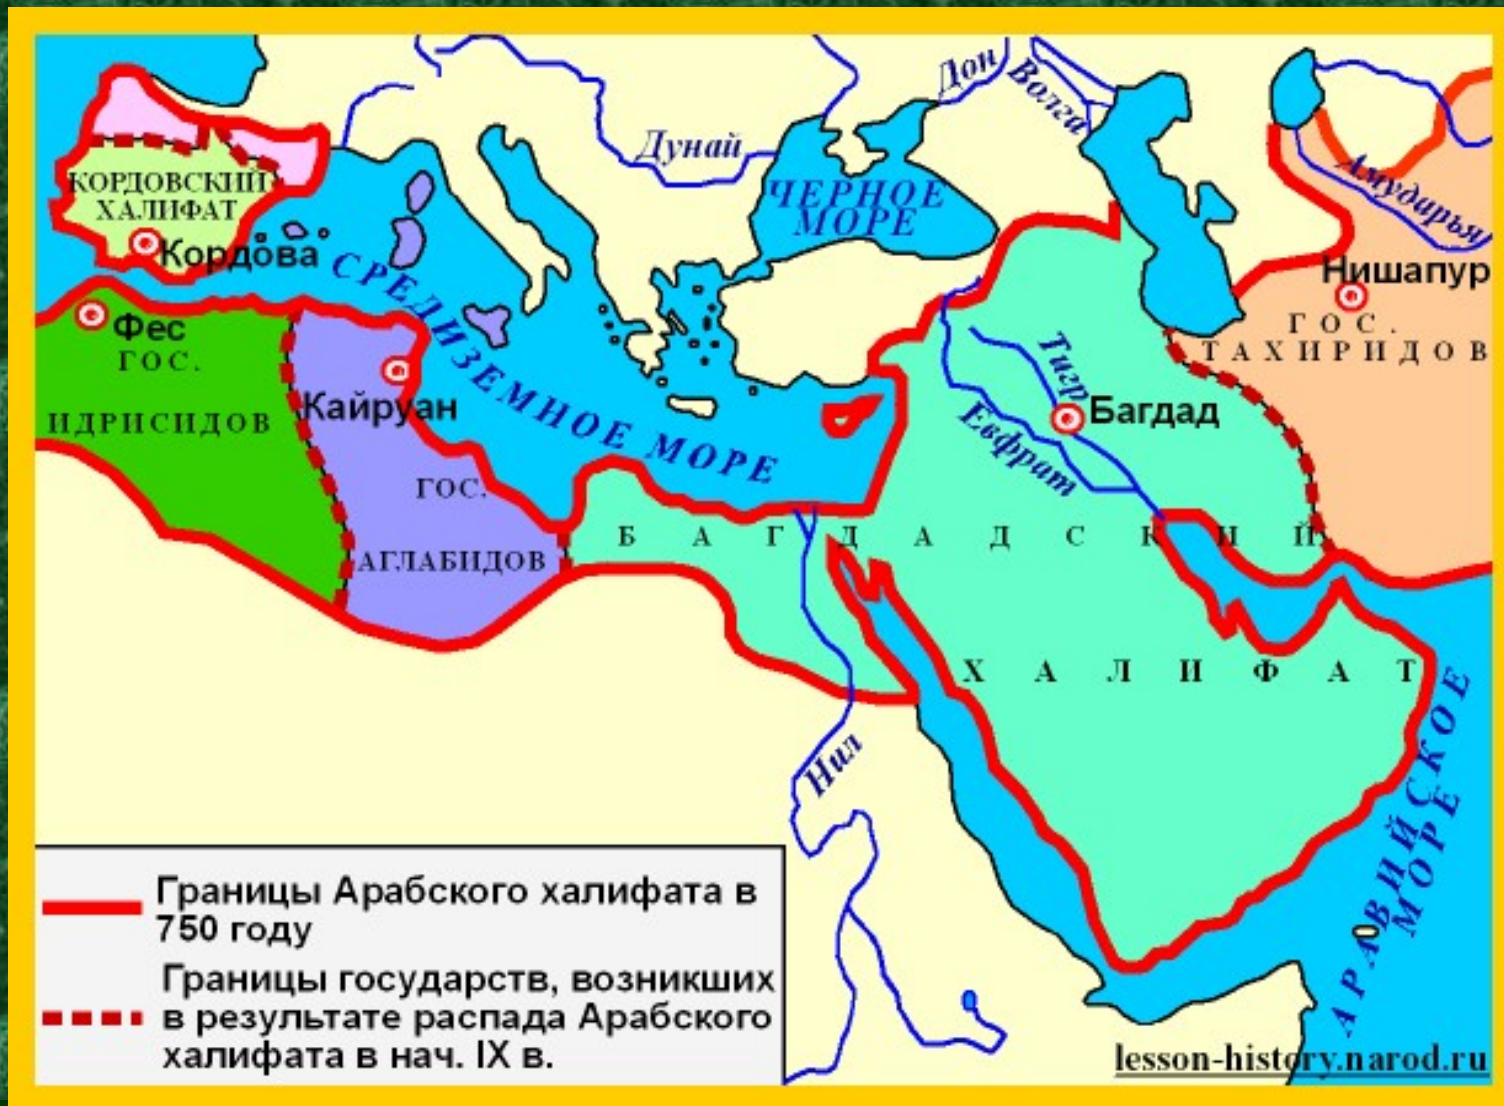 Дон
Волга
Дунай
Амударья
КОРДОВСКИЙ
ХАЛИФАТ
ЧЕРНОЕ
МОРЕ
Кордова
СРЕДИЗЕМНОЕ МОРЕ
Нишапур
ГОС.
ТАХИРИДОВ
Фес
ГОС.
ИДРИСИДОВ
Кайруан
Тигр
Багдад
Евфрат
ГОС.
АГЛАБИДОВ
БАГДАДСКИЙ
ХАЛИФАТ
Нил
АРАВИЙСКОЕ
МОРЕ
Границы Арабского халифата в
750 году
Границы государств, возникших
в результате распада Арабского
халифата в нач. IX в.
lesson-history.narod.ru